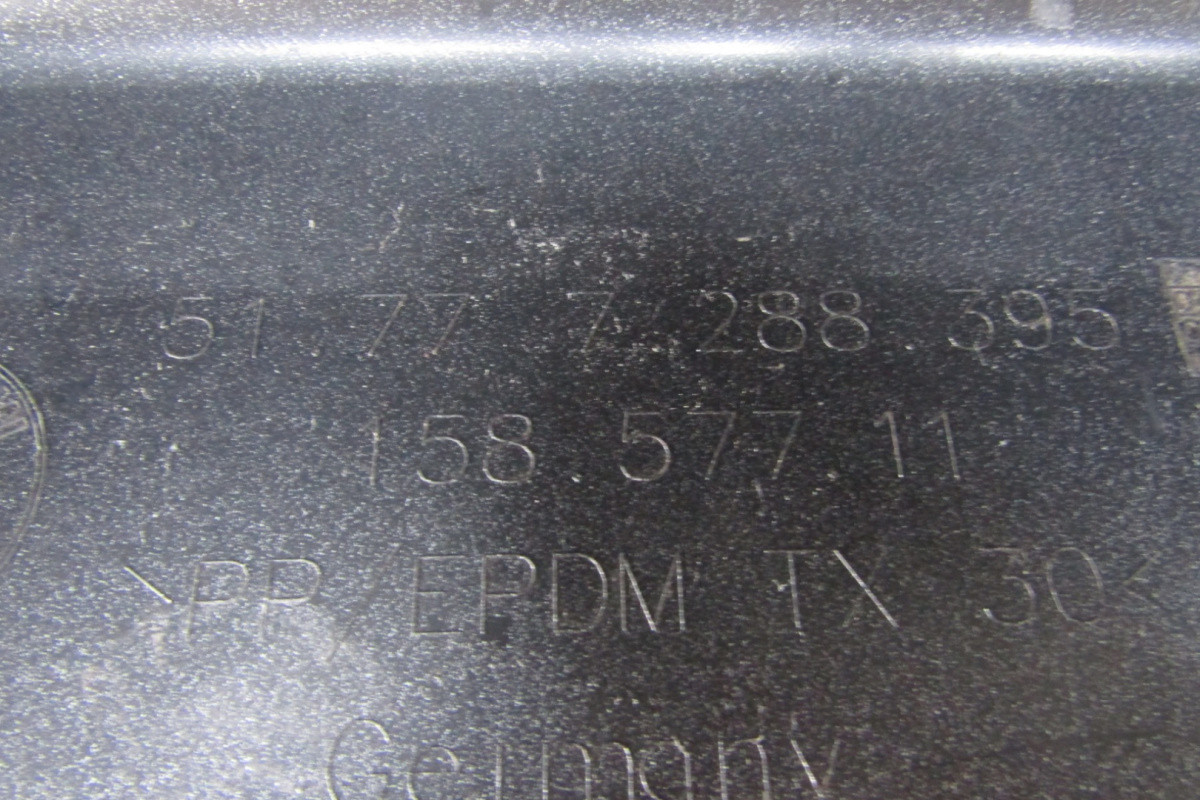 51.77 7.288.395
158.577.11
>PP/EPDM TX 30<
Germany